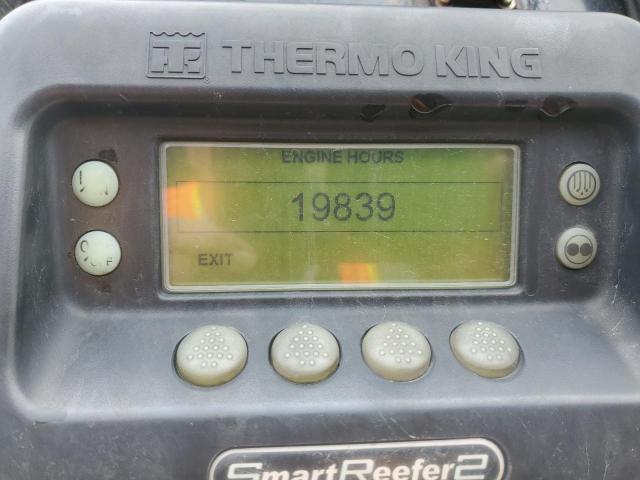 THERMO KING
ENGINE HOURS
19839
EXIT
SmartReefer2